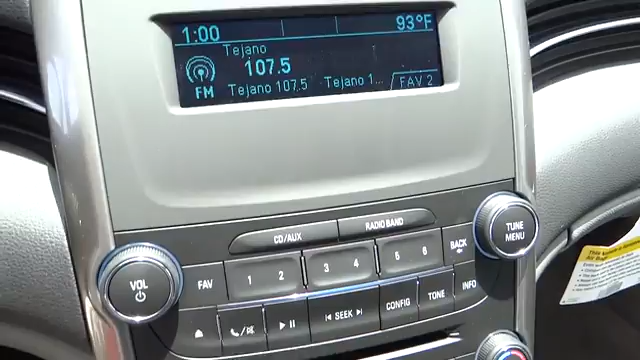 1:00 93°F
Tejano
107.5
FM Tejano 107.5 Tejano 1... FAV 2
CD/AUX RADIO BAND
TUNE
MENU
VOL
FAV 1 2 3 4 5 6 BACK
SEEK CONFIG TONE INFO